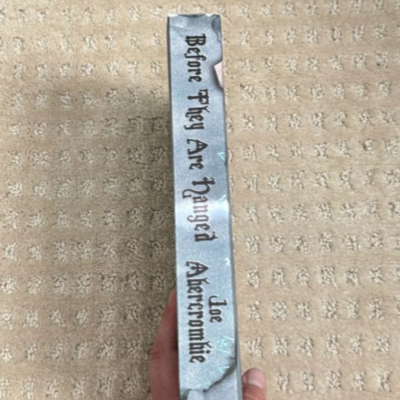 Before They Are Hanged
Joe
Abercrombie